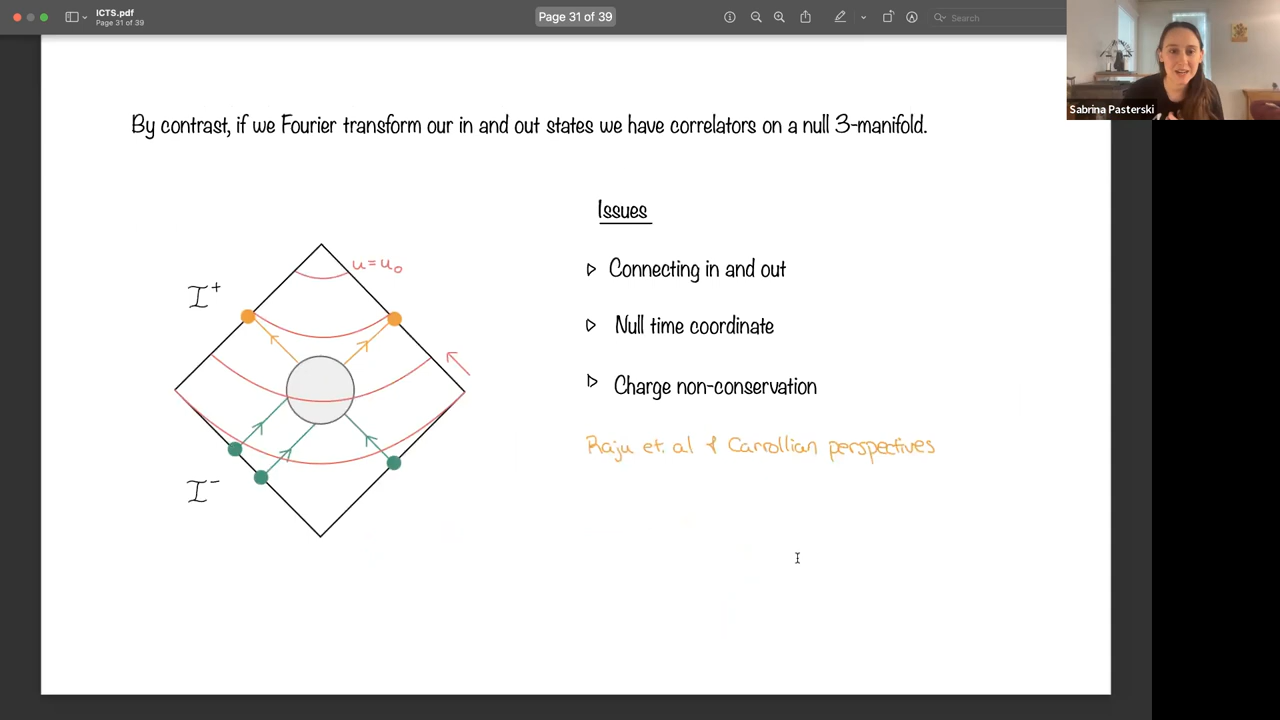 ICTS.pdf
Page 31 of 39
Page 31 of 39
Search
Sabrina Pasterski
By contrast, if we Fourier transform our in and out states we have correlators on a null 3-manifold.
Issues
Connecting in and out
Null time coordinate
Charge non-conservation
Raju et. al & Carrollian perspectives
u=u₀
I⁺
I⁻